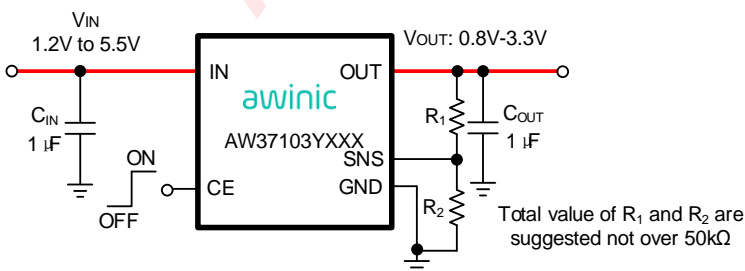 VIN
1.2V to 5.5V
VOUT: 0.8V-3.3V
IN
OUT
awinic
CIN
1 μF
R1
COUT
1 μF
AW37103YXXX
ON
SNS
CE
GND
OFF
R2
Total value of R1 and R2 are
suggested not over 50kΩ